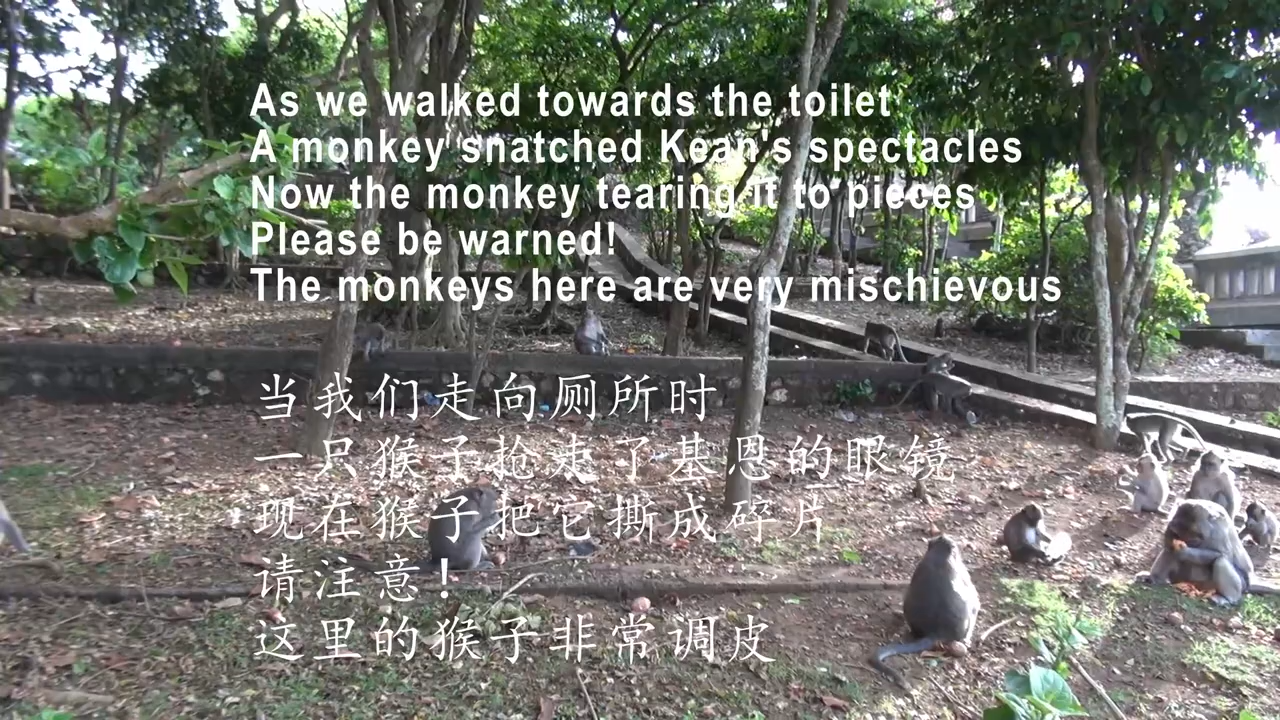 As we walked towards the toilet
A monkey snatched Kean's spectacles
Now the monkey tearing it to pieces
Please be warned!
The monkeys here are very mischievous
当我们走向厕所时
一只猴子抢走了基恩的眼镜
现在猴子把它撕成碎片
请注意！
这里的猴子非常调皮